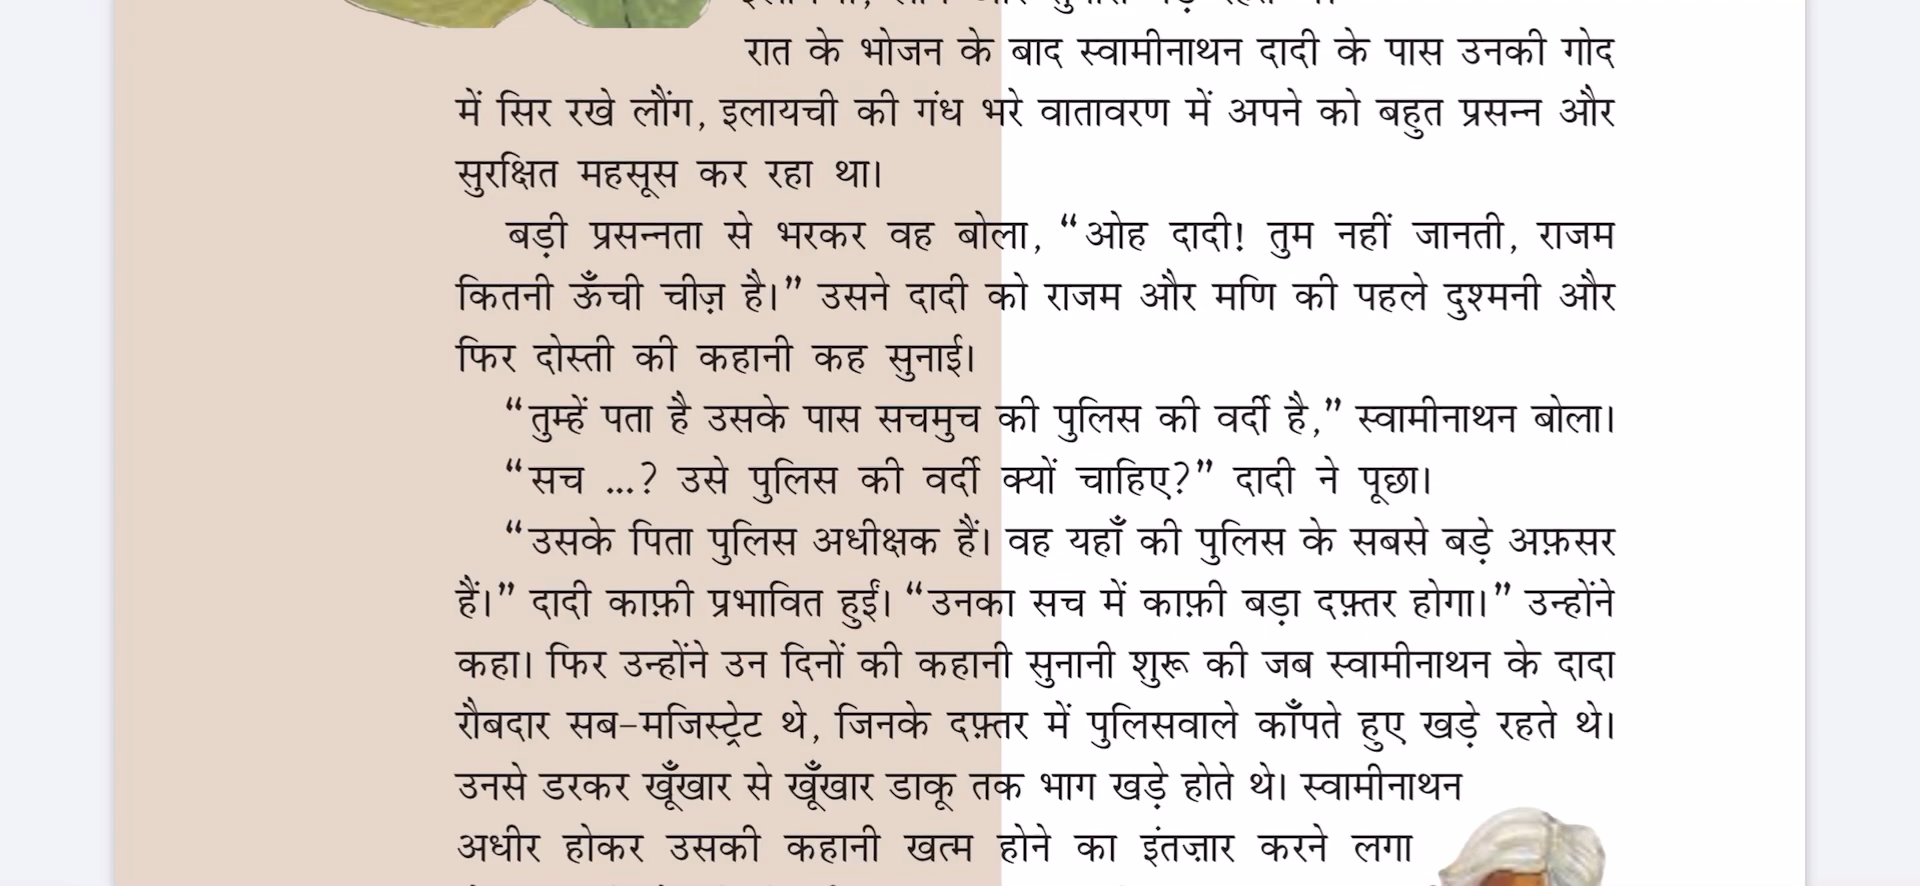 रात के भोजन के बाद स्वामीनाथन दादी के पास उनकी गोद
में सिर रखे लौंग, इलायची की गंध भरे वातावरण में अपने को बहुत प्रसन्न और
सुरक्षित महसूस कर रहा था।
बड़ी प्रसन्नता से भरकर वह बोला, “ओह दादी! तुम नहीं जानती, राजम
कितनी ऊँची चीज़ है।” उसने दादी को राजम और मणि की पहले दुश्मनी और
फिर दोस्ती की कहानी कह सुनाई।
“तुम्हें पता है उसके पास सचमुच की पुलिस की वर्दी है,” स्वामीनाथन बोला।
“सच ...? उसे पुलिस की वर्दी क्यों चाहिए?” दादी ने पूछा।
“उसके पिता पुलिस अधीक्षक हैं। वह यहाँ की पुलिस के सबसे बड़े अफ़सर
हैं।” दादी काफ़ी प्रभावित हुईं। “उनका सच में काफ़ी बड़ा दफ़्तर होगा।” उन्होंने
कहा। फिर उन्होंने उन दिनों की कहानी सुनानी शुरू की जब स्वामीनाथन के दादा
रौबदार सब-मजिस्ट्रेट थे, जिनके दफ़्तर में पुलिसवाले काँपते हुए खड़े रहते थे।
उनसे डरकर खूँखार से खूँखार डाकू तक भाग खड़े होते थे। स्वामीनाथन
अधीर होकर उसकी कहानी खत्म होने का इंतज़ार करने लगा